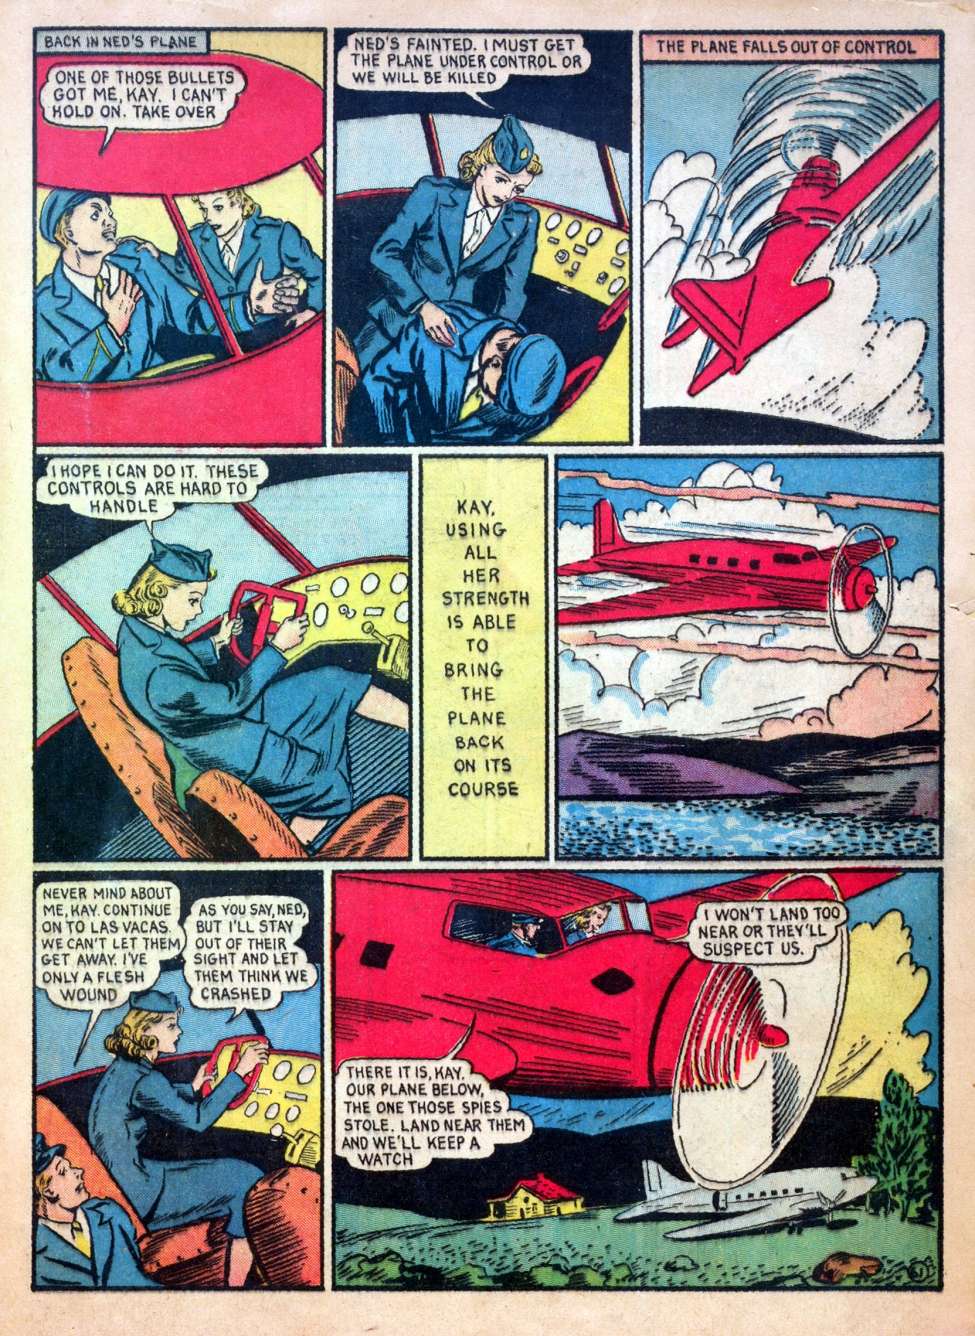 BACK IN NED'S PLANE
ONE OF THOSE BULLETS
GOT ME, KAY. I CAN'T
HOLD ON. TAKE OVER
NED'S FAINTED. I MUST GET
THE PLANE UNDER CONTROL OR
WE WILL BE KILLED
THE PLANE FALLS OUT OF CONTROL
I HOPE I CAN DO IT. THESE
CONTROLS ARE HARD TO
HANDLE
KAY,
USING
ALL
HER
STRENGTH
IS ABLE
TO
BRING
THE
PLANE
BACK
ON ITS
COURSE
NEVER MIND ABOUT
ME, KAY. CONTINUE
ON TO LAS VACAS.
WE CAN'T LET THEM
GET AWAY. I'VE
ONLY A FLESH
WOUND
AS YOU SAY, NED,
BUT I'LL STAY
OUT OF THEIR
SIGHT AND LET
THEM THINK WE
CRASHED
I WON'T LAND TOO
NEAR OR THEY'LL
SUSPECT US.
THERE IT IS, KAY.
OUR PLANE BELOW,
THE ONE THOSE SPIES
STOLE. LAND NEAR THEM
AND WE'LL KEEP A
WATCH